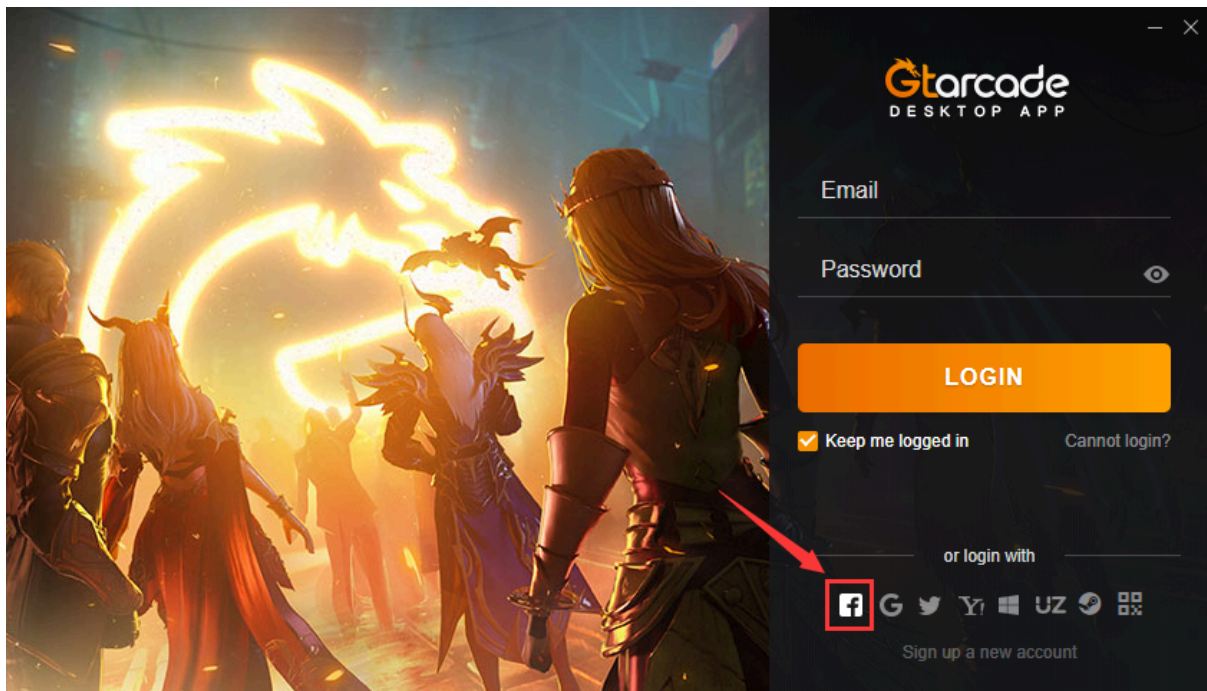 Gtarcade
DESKTOP APP
Email
Password
LOGIN
Keep me logged in
Cannot login?
or login with
UZ
Sign up a new account